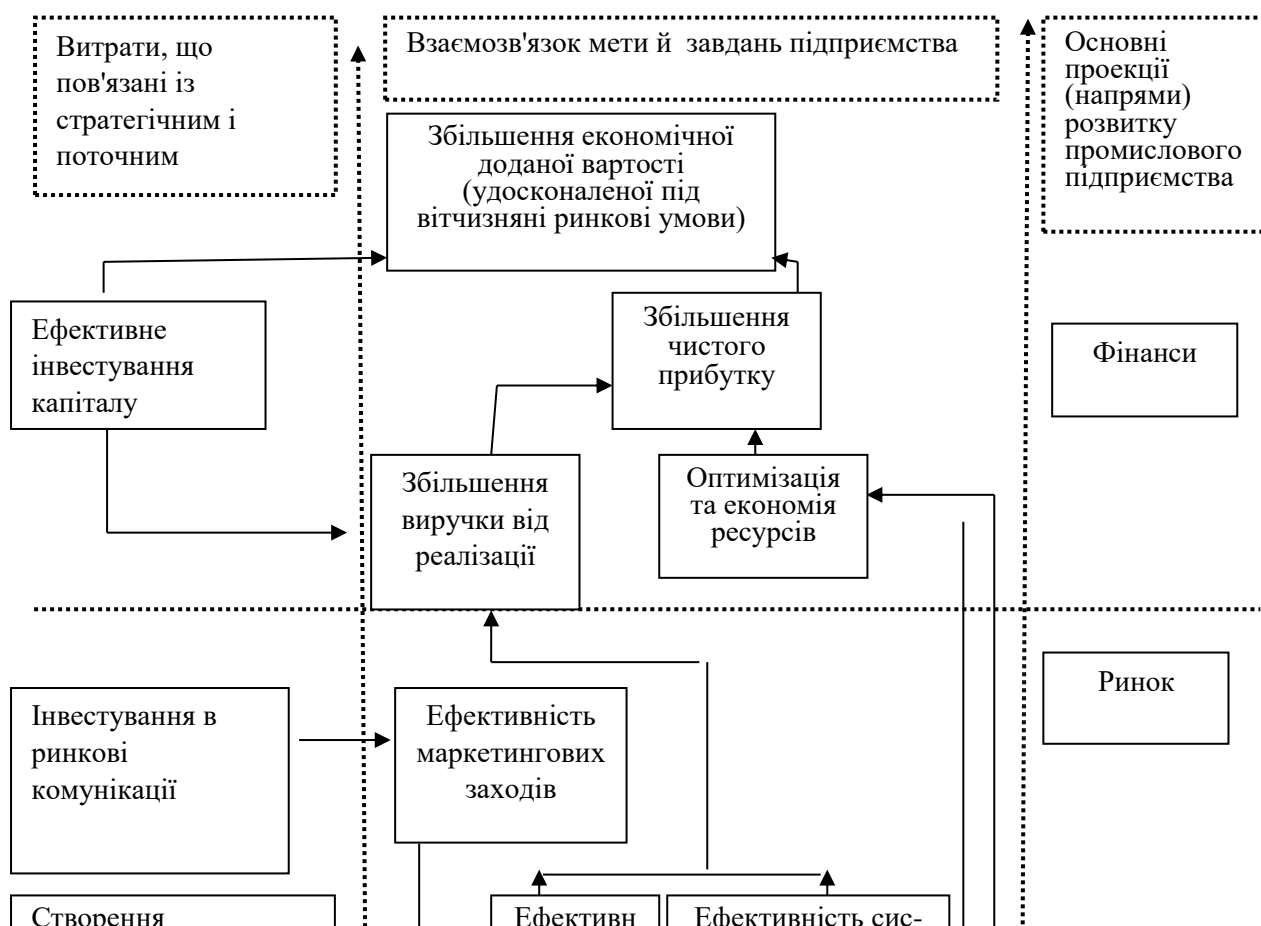 Витрати, що
пов'язані із
стратегічним і
поточним
Взаємозв'язок мети й завдань підприємства
Основні
проекції
(напрями)
розвитку
промислового
підприємства
Збільшення економічної
доданої вартості
(удосконаленої під
вітчизняні ринкові умови)
Ефективне
інвестування
капіталу
Збільшення
чистого
прибутку
Фінанси
Збільшення
виручки від
реалізації
Оптимізація
та економія
ресурсів
Ринок
Інвестування в
ринкові
комунікації
Ефективність
маркетингових
заходів
Створення
Ефективн
Ефективність сис-